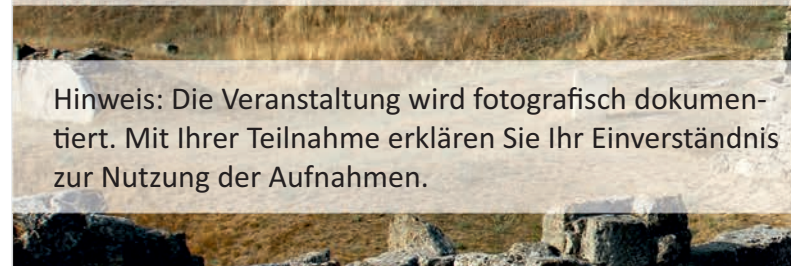 Hinweis: Die Veranstaltung wird fotografisch dokumen-
tiert. Mit Ihrer Teilnahme erklären Sie Ihr Einverständnis
zur Nutzung der Aufnahmen.